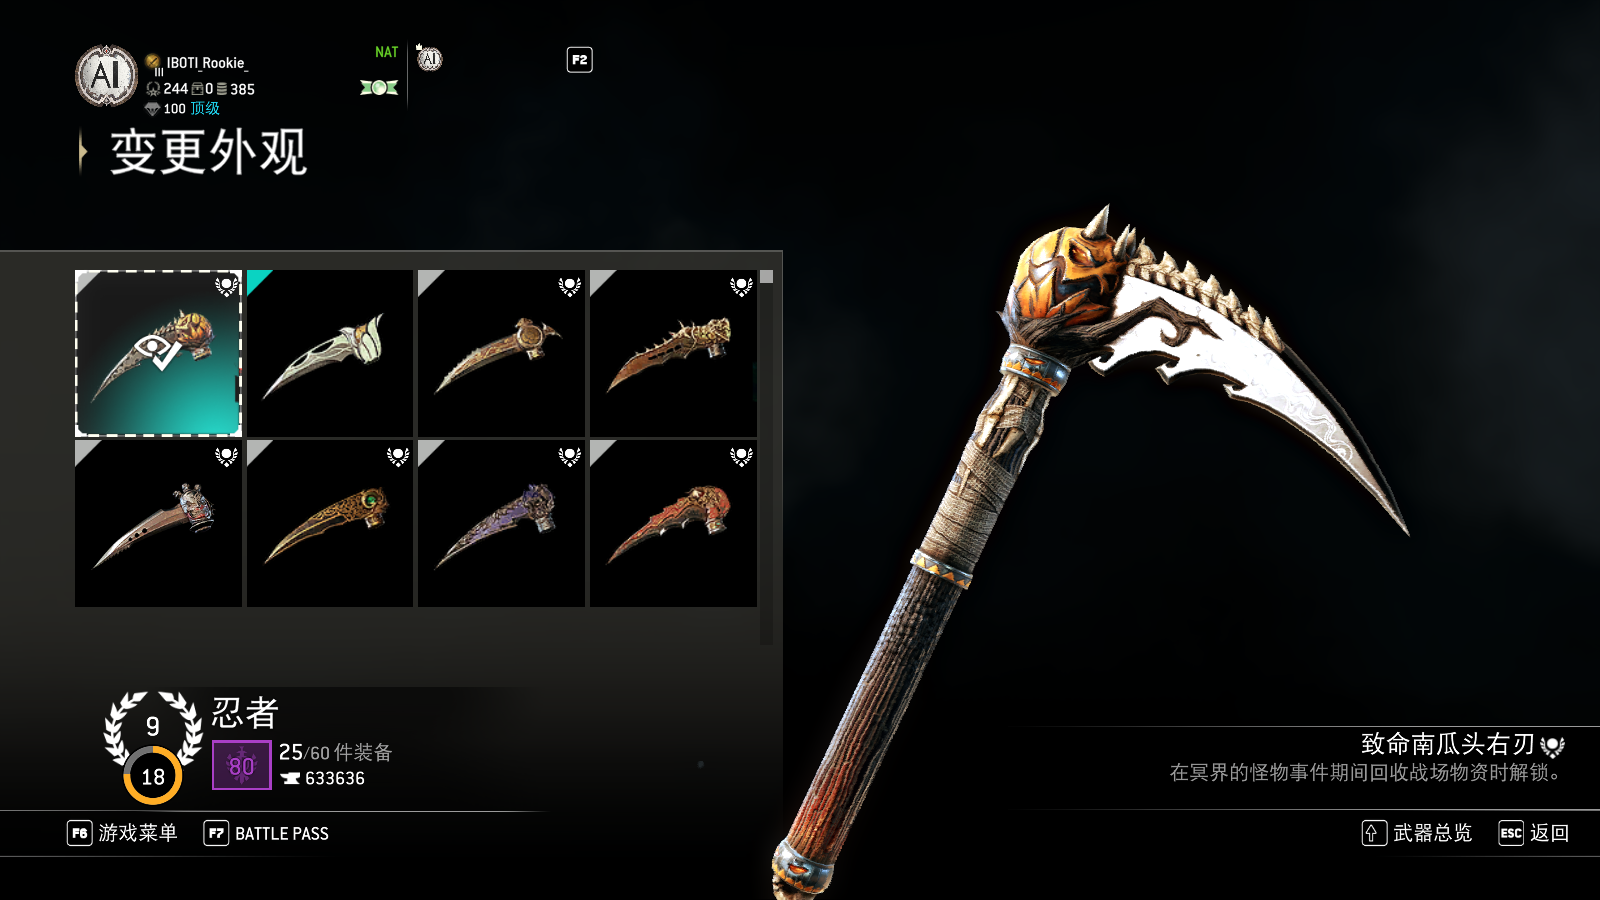 AI
IBOTI_Rookie_
III
244 0 385
100 顶级
NAT
AI
F2
变更外观
9
18
忍者
80
25/60 件装备
633636
致命南瓜头右刃
在冥界的怪物事件期间回收战场物资时解锁。
F6 游戏菜单 F7 BATTLE PASS
武器总览 ESC 返回